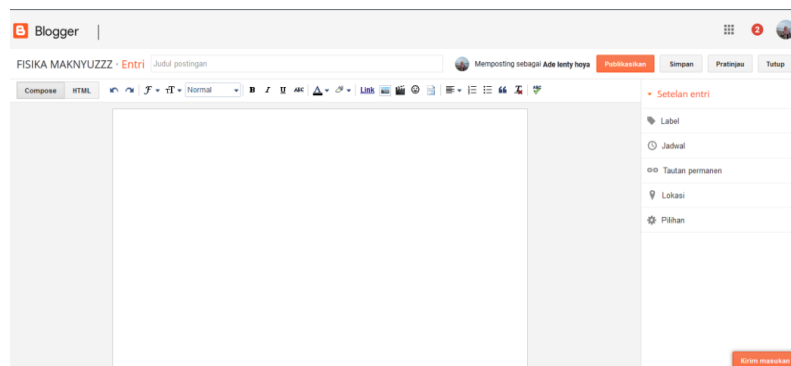 Blogger
2
FISIKA MAKNYUZZZ · Entri Judul postingan Memposting sebagai Ade lenty hoya Publikasikan Simpan Pratinjau Tutup
Compose HTML Normal B I U ABC A Link
Setelan entri
Label
Jadwal
Tautan permanen
Lokasi
Pilihan
Kirim masukan